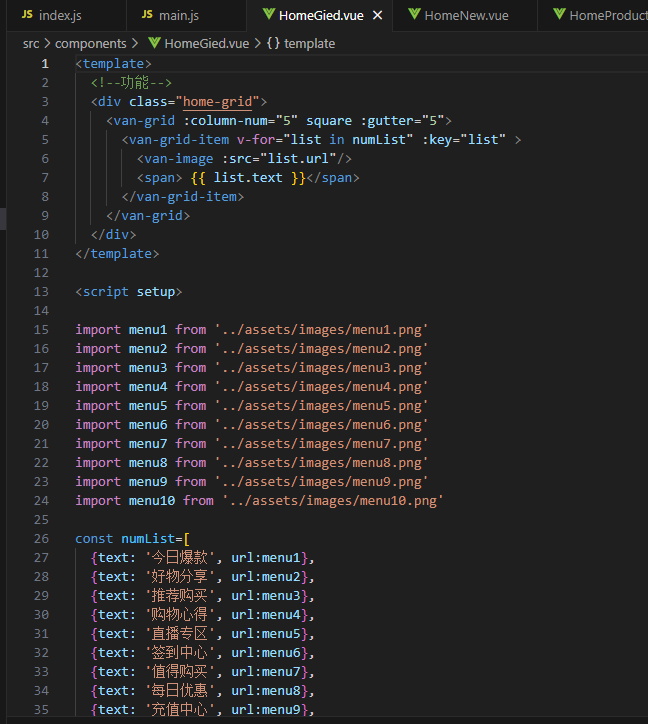 JS index.js JS main.js HomeGied.vue × HomeNew.vue HomeProduct
src > components > HomeGied.vue > {} template
1 <template>
2 <!--功能-->
3 <div class="home-grid">
4 <van-grid :column-num="5" square :gutter="5">
5 <van-grid-item v-for="list in numList" :key="list" >
6 <van-image :src="list.url"/>
7 <span> {{ list.text }}</span>
8 </van-grid-item>
9 </van-grid>
10 </div>
11 </template>
12
13 <script setup>
14
15 import menu1 from '../assets/images/menu1.png'
16 import menu2 from '../assets/images/menu2.png'
17 import menu3 from '../assets/images/menu3.png'
18 import menu4 from '../assets/images/menu4.png'
19 import menu5 from '../assets/images/menu5.png'
20 import menu6 from '../assets/images/menu6.png'
21 import menu7 from '../assets/images/menu7.png'
22 import menu8 from '../assets/images/menu8.png'
23 import menu9 from '../assets/images/menu9.png'
24 import menu10 from '../assets/images/menu10.png'
25
26 const numList=[
27 {text: '今日爆款', url:menu1},
28 {text: '好物分享', url:menu2},
29 {text: '推荐购买', url:menu3},
30 {text: '购物心得', url:menu4},
31 {text: '直播专区', url:menu5},
32 {text: '签到中心', url:menu6},
33 {text: '值得购买', url:menu7},
34 {text: '每日优惠', url:menu8},
35 {text: '充值中心', url:menu9},